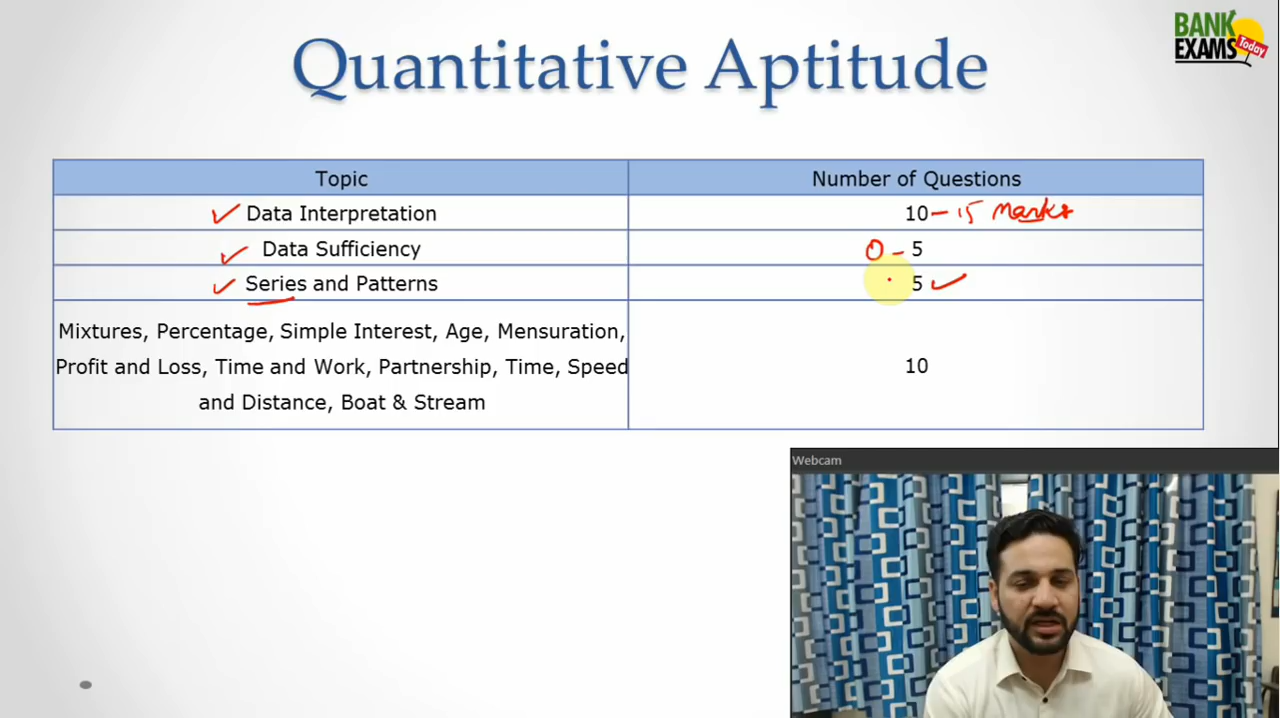 BANK
EXAMS Today
Quantitative Aptitude
Topic Number of Questions
✓ Data Interpretation 10 – 15 marks
✓ Data Sufficiency 0 – 5
✓ Series and Patterns 5 ✓
Mixtures, Percentage, Simple Interest, Age, Mensuration,
Profit and Loss, Time and Work, Partnership, Time, Speed
and Distance, Boat & Stream
10
Webcam